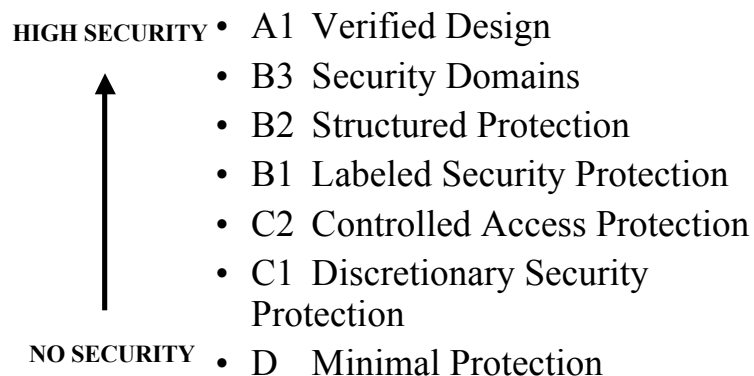 HIGH SECURITY • A1 Verified Design
• B3 Security Domains
• B2 Structured Protection
• B1 Labeled Security Protection
• C2 Controlled Access Protection
• C1 Discretionary Security
Protection
NO SECURITY • D Minimal Protection